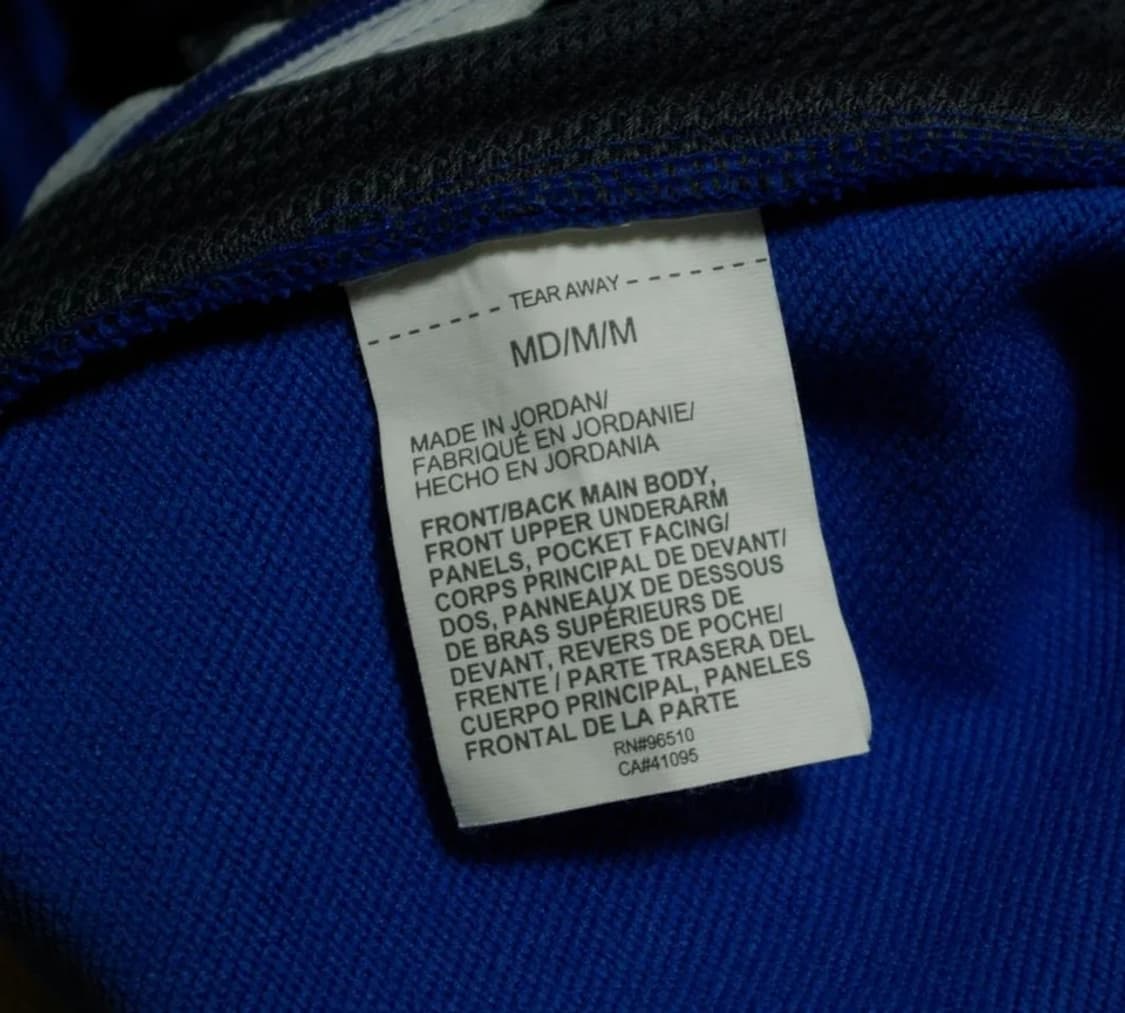 TEAR AWAY
MD/M/M
MADE IN JORDAN/
FABRIQUÉ EN JORDANIE/
HECHO EN JORDANIA
FRONT/BACK MAIN BODY,
FRONT UPPER UNDERARM
PANELS, POCKET FACING/
CORPS PRINCIPAL DE DEVANT/
DOS, PANNEAUX DE DESSOUS
DE BRAS SUPÉRIEURS DE
DEVANT, REVERS DE POCHE/
FRENTE / PARTE TRASERA DEL
CUERPO PRINCIPAL, PANELES
FRONTAL DE LA PARTE
RN#96510
CA#41095